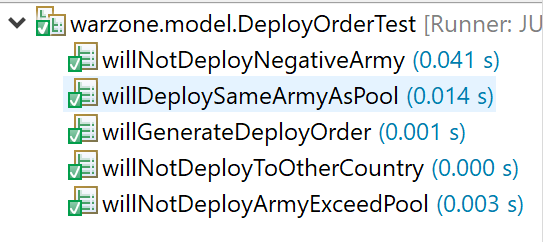 warzone.model.DeployOrderTest [Runner: JU
willNotDeployNegativeArmy (0.041 s)
willDeploySameArmyAsPool (0.014 s)
willGenerateDeployOrder (0.001 s)
willNotDeployToOtherCountry (0.000 s)
willNotDeployArmyExceedPool (0.003 s)